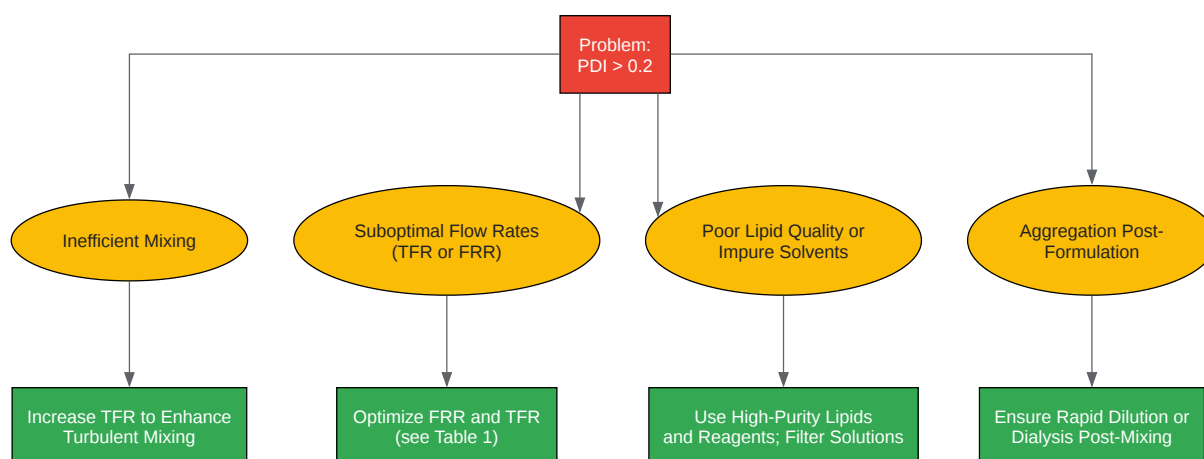 Problem:
PDI > 0.2
Inefficient Mixing
Suboptimal Flow Rates
(TFR or FRR)
Poor Lipid Quality or
Impure Solvents
Aggregation Post-
Formulation
Increase TFR to Enhance
Turbulent Mixing
Optimize FRR and TFR
(see Table 1)
Use High-Purity Lipids
and Reagents; Filter Solutions
Ensure Rapid Dilution or
Dialysis Post-Mixing